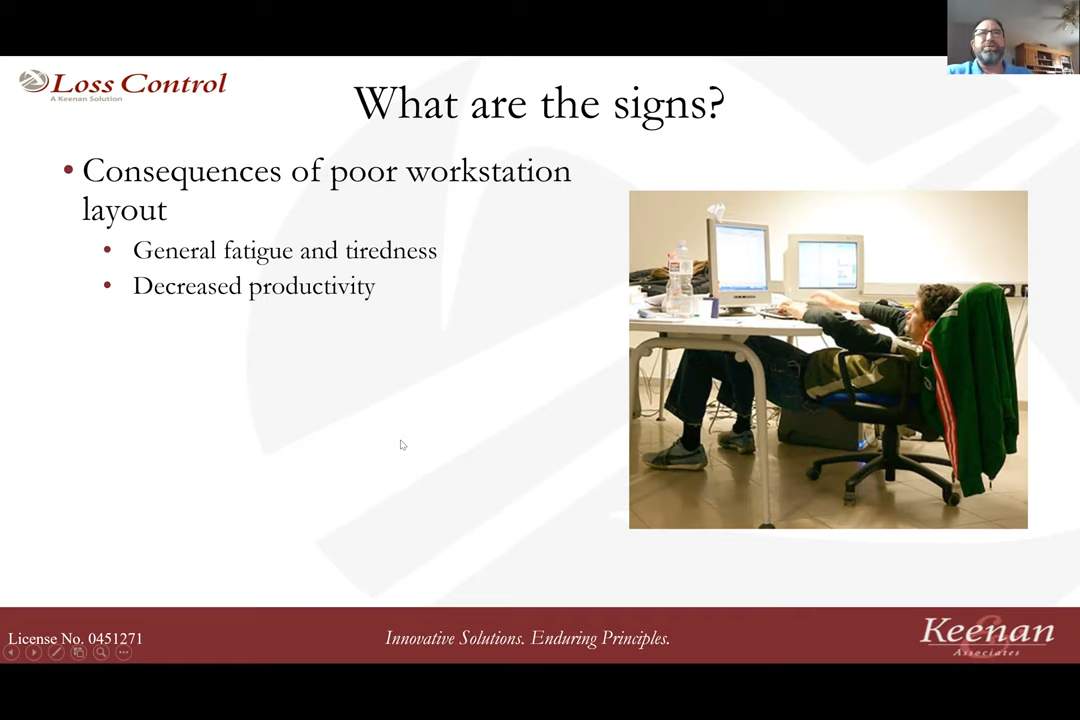 Loss Control
A Keenan Solution
What are the signs?
• Consequences of poor workstation
layout
• General fatigue and tiredness
• Decreased productivity
License No. 0451271
Innovative Solutions. Enduring Principles.
Keenan
&
Associates